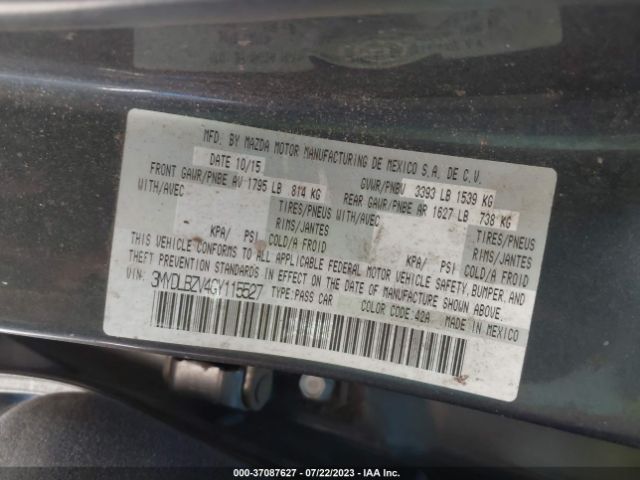 MFD. BY MAZDA MOTOR MANUFACTURING DE MEXICO S.A. DE C.V.
DATE 10/15 GVWR/PNBV 3393 LB 1539 KG
FRONT GAWR/PNBE AV 1795 LB 814 KG REAR GAWR/PNBE AR 1627 LB 738 KG
WITH/AVEC TIRES/PNEUS WITH/AVEC TIRES/PNEUS
RIMS/JANTES RIMS/JANTES
KPA/ PSI COLD/A FROID KPA/ PSI COLD/A FROID
THIS VEHICLE CONFORMS TO ALL APPLICABLE FEDERAL MOTOR VEHICLE SAFETY, BUMPER, AND
THEFT PREVENTION STANDARDS IN EFFECT ON THE DATE OF MANUFACTURE SHOWN ABOVE.
VIN: 3MYDLBZV4GY115527 TYPE:PASS CAR COLOR CODE:42A MADE IN MEXICO
000-37087627 - 07/22/2023 - IAA Inc.